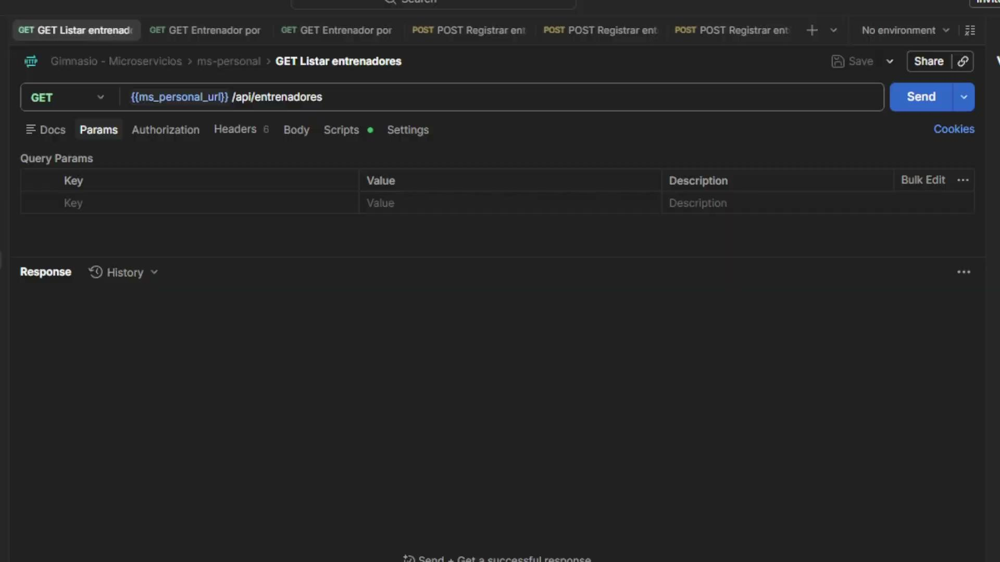 Search
GET GET Listar entrenad GET GET Entrenador por GET GET Entrenador por POST POST Registrar ent POST POST Registrar ent POST POST Registrar ent No environment
HTTP Gimnasio - Microservicios > ms-personal > GET Listar entrenadores Save Share
GET {{ms_personal_url}} /api/entrenadores Send
Docs Params Authorization Headers 6 Body Scripts Settings Cookies
Query Params
Key Value Description Bulk Edit
Key Value Description
Response History
Send + Get a successful response